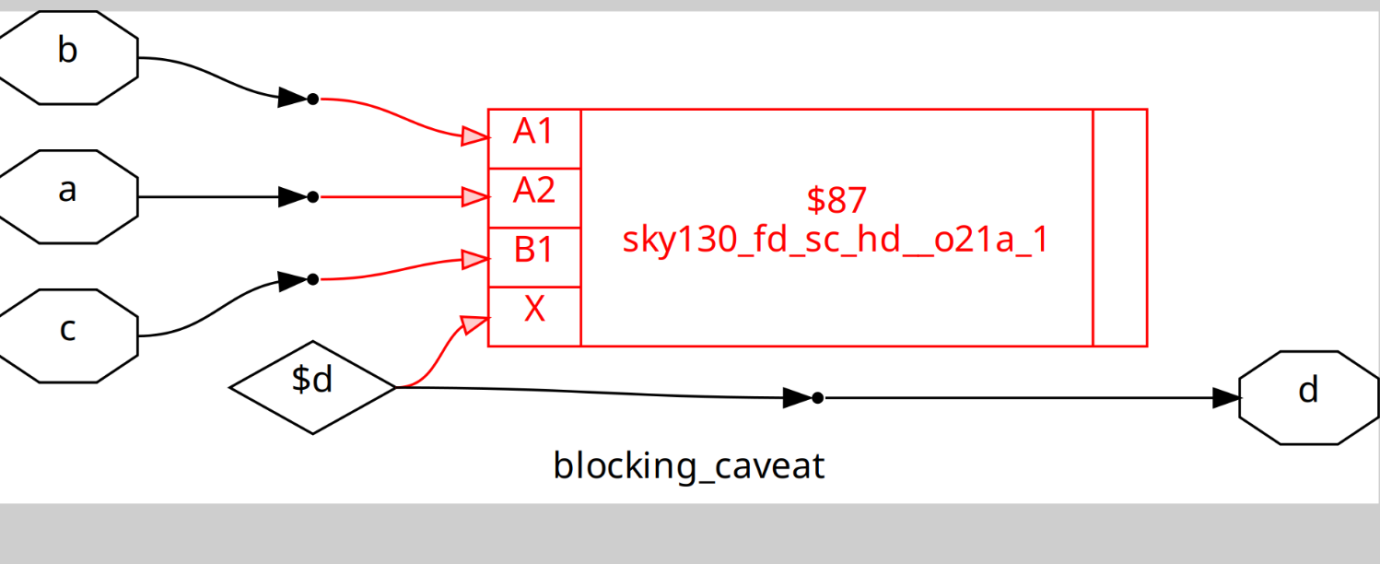 b
a
c
$d
A1
A2
B1
X
$87
sky130_fd_sc_hd__o21a_1
d
blocking_caveat